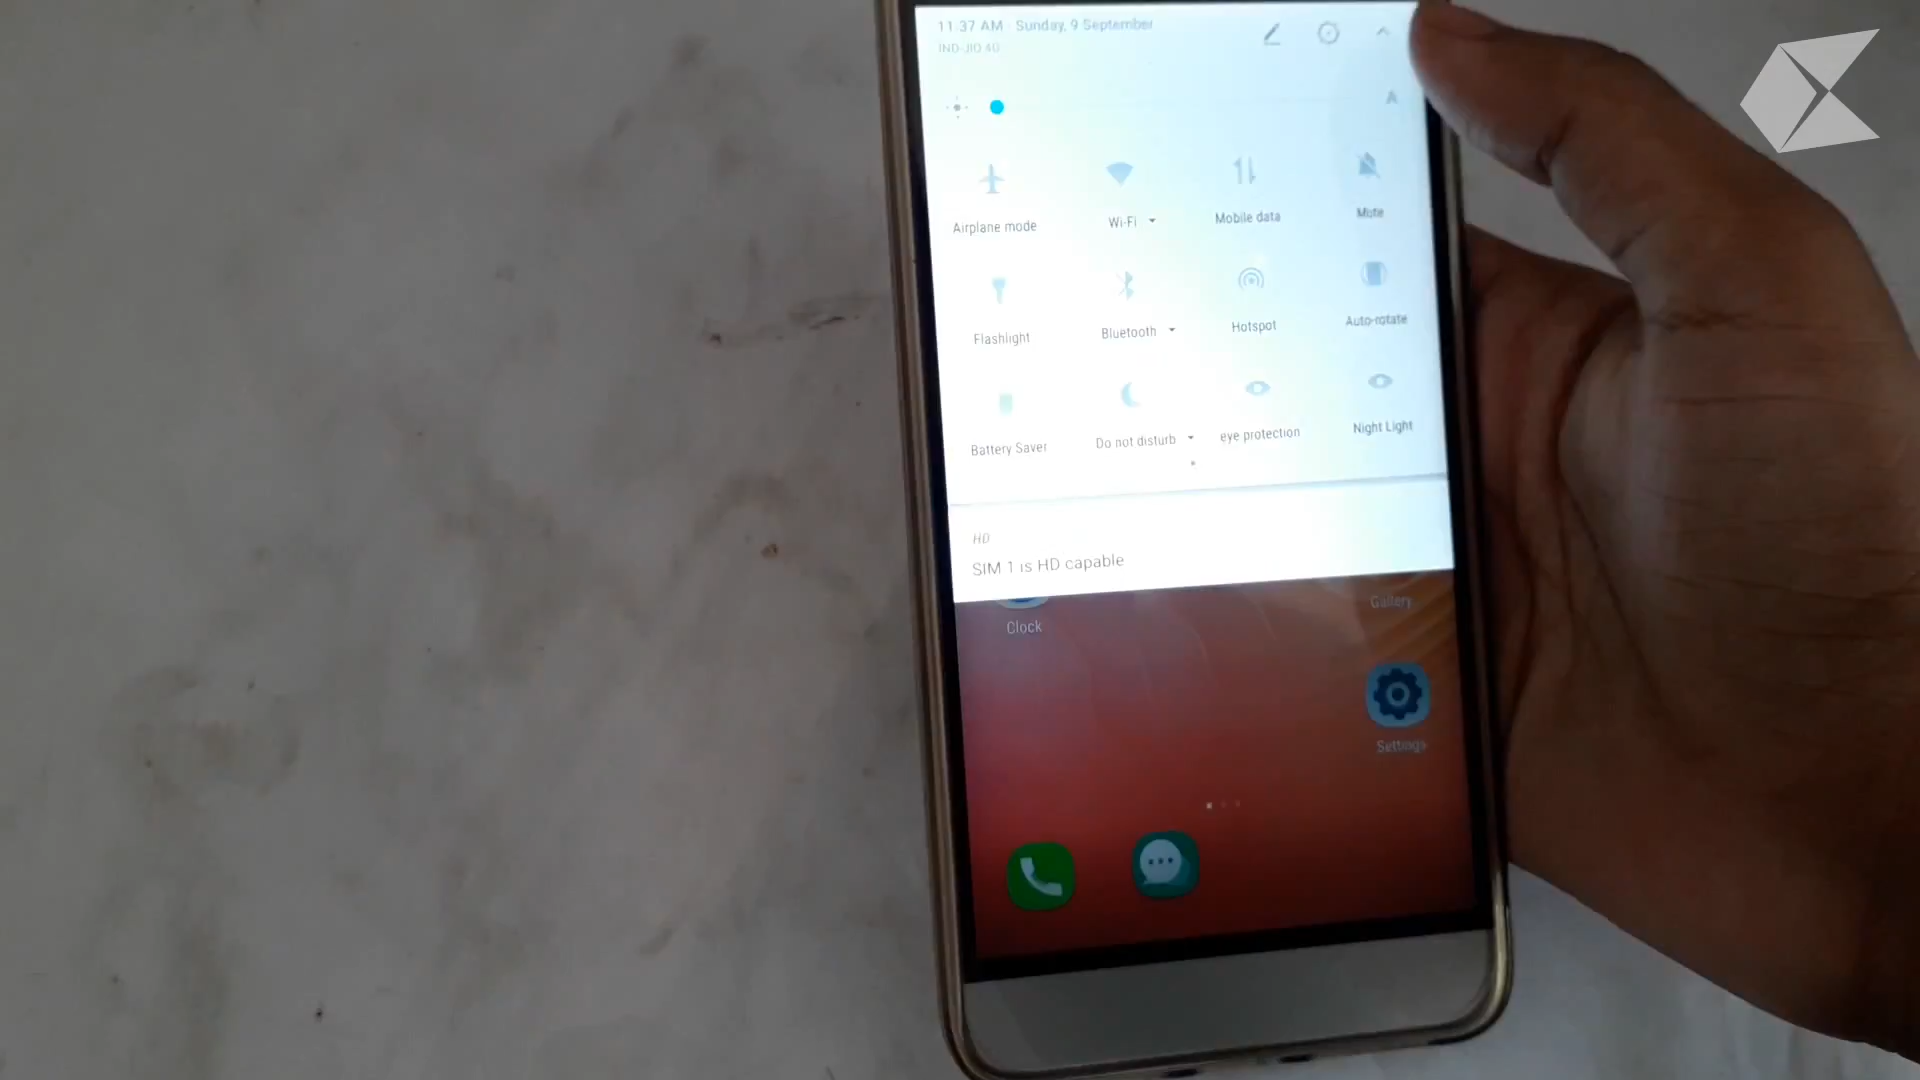 11:37 AM Sunday, 9 September
IND-JIO 4G
A
Airplane mode
Wi-Fi
Mobile data
Mute
Flashlight
Bluetooth
Hotspot
Auto-rotate
Battery Saver
Do not disturb
eye protection
Night Light
HD
SIM 1 is HD capable
Clock
Gallery
Settings